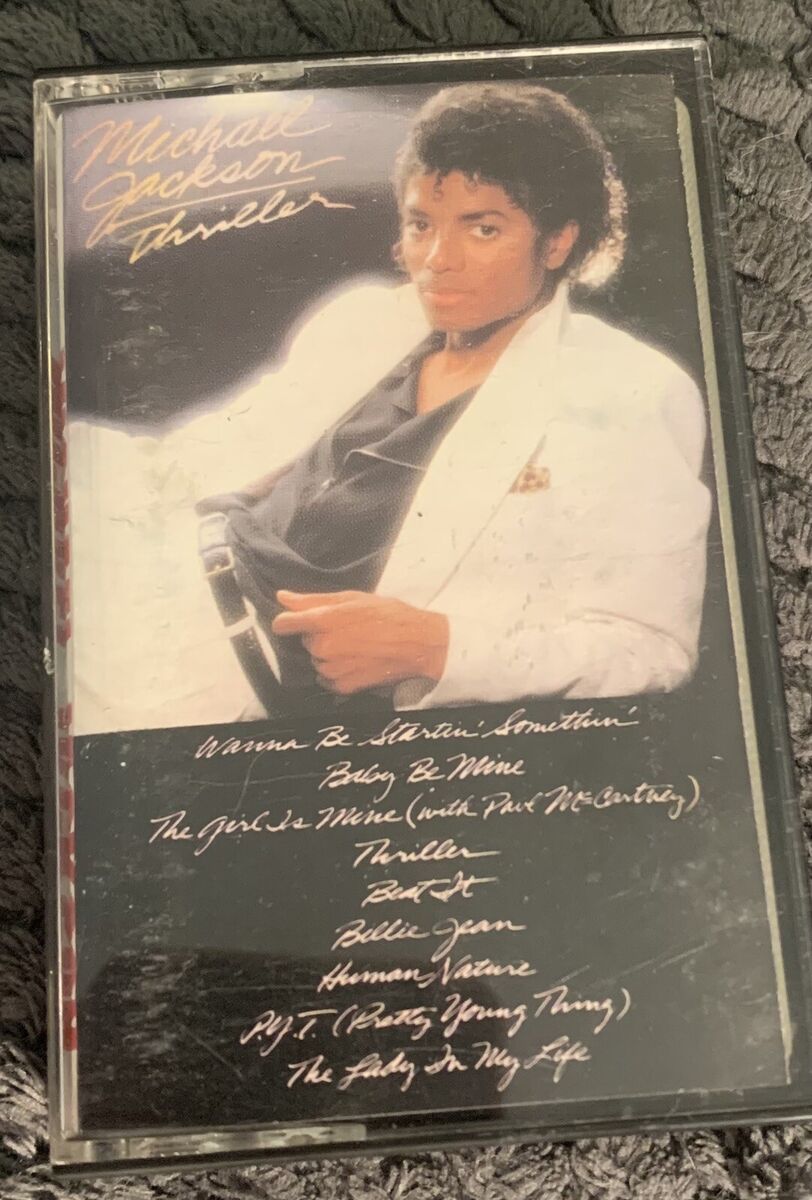 Michael
Jackson
Thriller
Wanna Be Startin' Somethin'
Baby Be Mine
The Girl Is Mine (with Paul McCartney)
Thriller
Beat It
Billie Jean
Human Nature
P.Y.T. (Pretty Young Thing)
The Lady In My Life